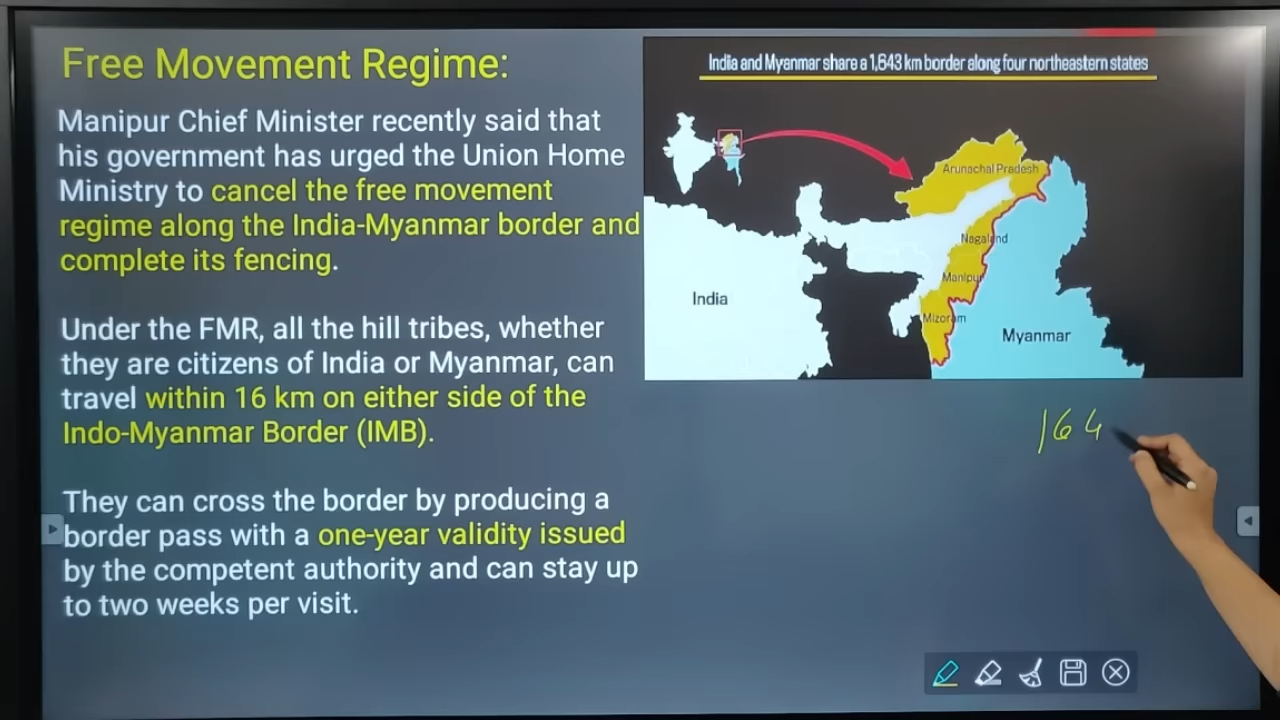 Free Movement Regime:
Manipur Chief Minister recently said that
his government has urged the Union Home
Ministry to cancel the free movement
regime along the India-Myanmar border and
complete its fencing.
Under the FMR, all the hill tribes, whether
they are citizens of India or Myanmar, can
travel within 16 km on either side of the
Indo-Myanmar Border (IMB).
They can cross the border by producing a
border pass with a one-year validity issued
by the competent authority and can stay up
to two weeks per visit.
India and Myanmar share a 1,643 km border along four northeastern states
Arunachal Pradesh
Nagaland
Manipur
Mizoram
India
Myanmar
164